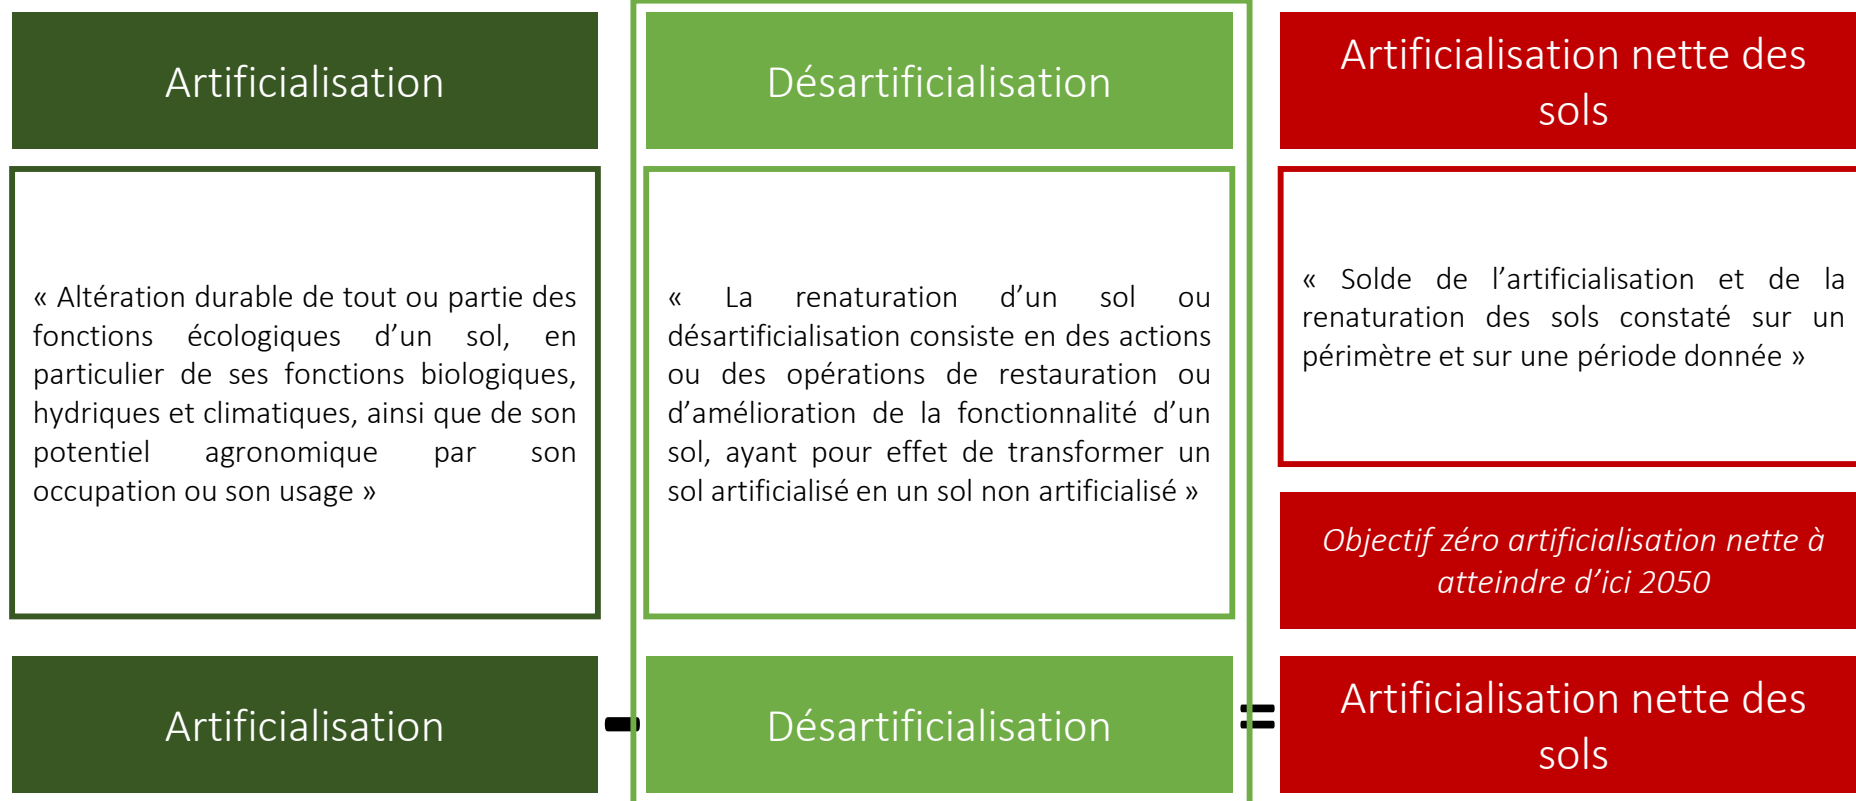 Artificialisation
Désartificialisation
Artificialisation nette des
sols
« Altération durable de tout ou partie des
fonctions écologiques d’un sol, en
particulier de ses fonctions biologiques,
hydriques et climatiques, ainsi que de son
potentiel agronomique par son
occupation ou son usage »
« La renaturation d’un sol ou
désartificialisation consiste en des actions
ou des opérations de restauration ou
d’amélioration de la fonctionnalité d’un
sol, ayant pour effet de transformer un
sol artificialisé en un sol non artificialisé »
« Solde de l’artificialisation et de la
renaturation des sols constaté sur un
périmètre et sur une période donnée »
Objectif zéro artificialisation nette à
atteindre d’ici 2050
Artificialisation
-
Désartificialisation
=
Artificialisation nette des
sols